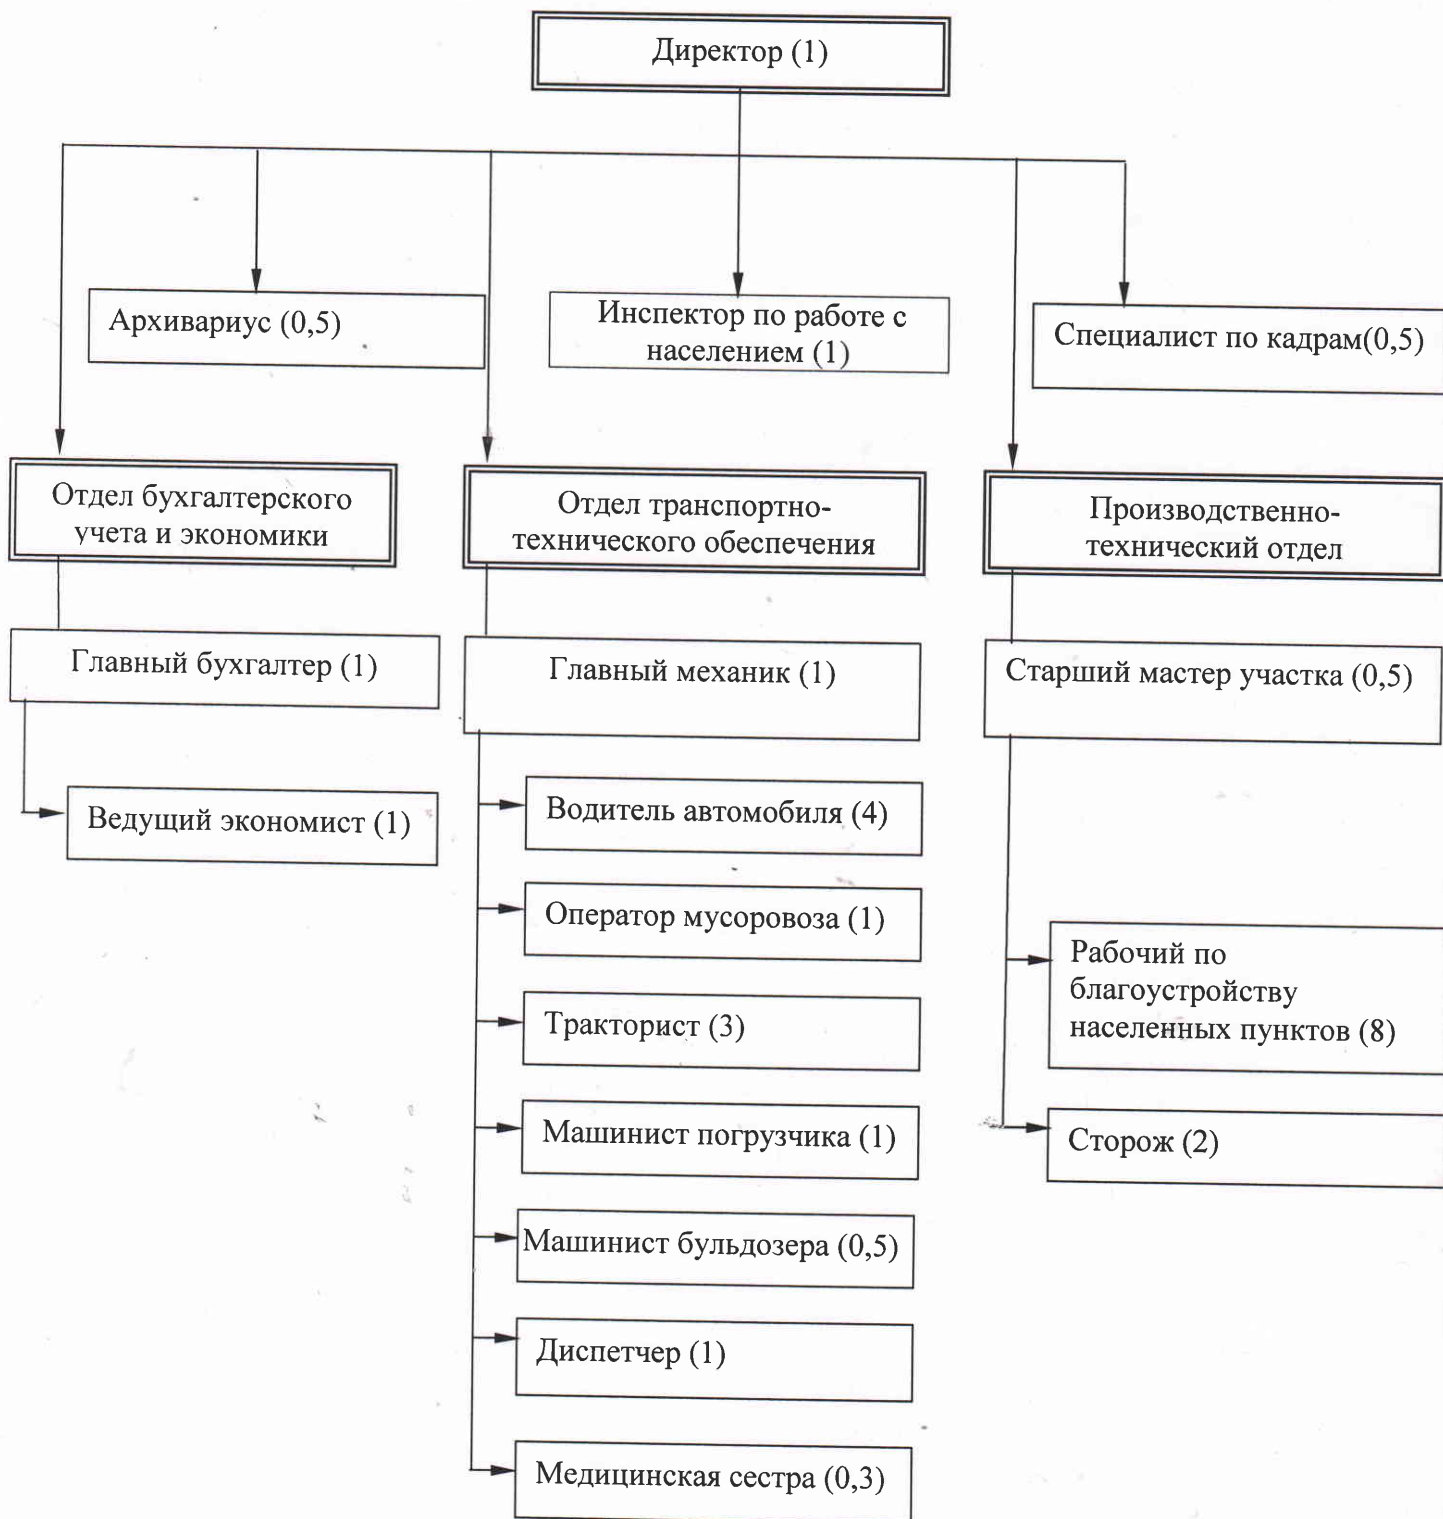 Директор (1)
Архивариус (0,5)
Инспектор по работе с
населением (1)
Специалист по кадрам(0,5)
Отдел бухгалтерского
учета и экономики
Отдел транспортно-
технического обеспечения
Производственно-
технический отдел
Главный бухгалтер (1)
Главный механик (1)
Старший мастер участка (0,5)
Ведущий экономист (1)
Водитель автомобиля (4)
Оператор мусоровоза (1)
Тракторист (3)
Машинист погрузчика (1)
Машинист бульдозера (0,5)
Диспетчер (1)
Медицинская сестра (0,3)
Рабочий по
благоустройству
населенных пунктов (8)
Сторож (2)